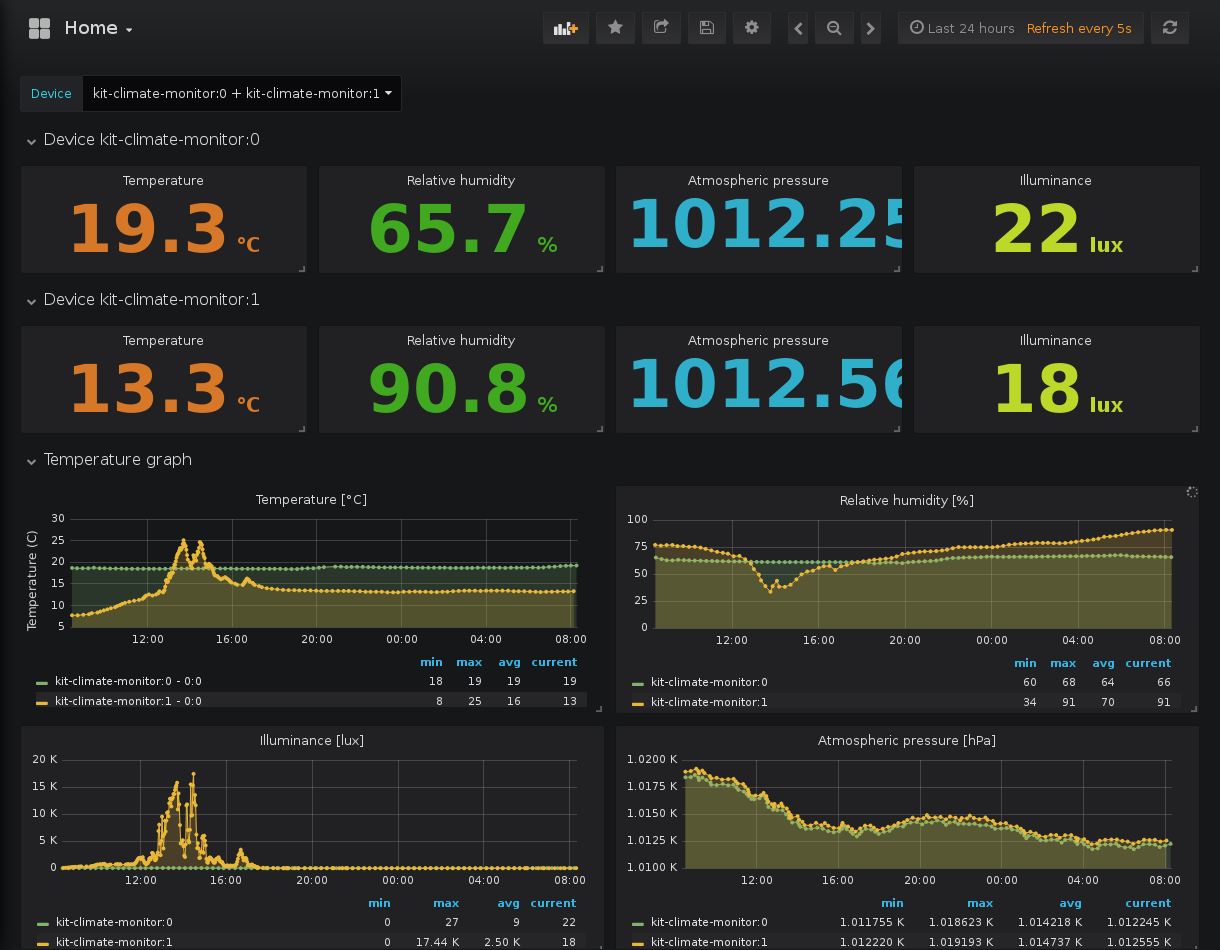 Home
Last 24 hours Refresh every 5s
Device kit-climate-monitor:0 + kit-climate-monitor:1
Device kit-climate-monitor:0
Temperature Relative humidity Atmospheric pressure Illuminance
19.3 °C 65.7 % 1012.25 22 lux
Device kit-climate-monitor:1
Temperature Relative humidity Atmospheric pressure Illuminance
13.3 °C 90.8 % 1012.56 18 lux
Temperature graph
Temperature [°C]
Temperature (C)
30
25
20
15
10
5
12:00 16:00 20:00 00:00 04:00 08:00
min max avg current
kit-climate-monitor:0 - 0:0 18 19 19 19
kit-climate-monitor:1 - 0:0 8 25 16 13
Relative humidity [%]
100
75
50
25
0
12:00 16:00 20:00 00:00 04:00 08:00
min max avg current
kit-climate-monitor:0 60 68 64 66
kit-climate-monitor:1 34 91 70 91
Illuminance [lux]
20 K
15 K
10 K
5 K
0
12:00 16:00 20:00 00:00 04:00 08:00
min max avg current
kit-climate-monitor:0 0 27 9 22
kit-climate-monitor:1 0 17.44 K 2.50 K 18
Atmospheric pressure [hPa]
1.0200 K
1.0175 K
1.0150 K
1.0125 K
1.0100 K
12:00 16:00 20:00 00:00 04:00 08:00
min max avg current
kit-climate-monitor:0 1.011755 K 1.018623 K 1.014218 K 1.012245 K
kit-climate-monitor:1 1.012220 K 1.019193 K 1.014737 K 1.012555 K